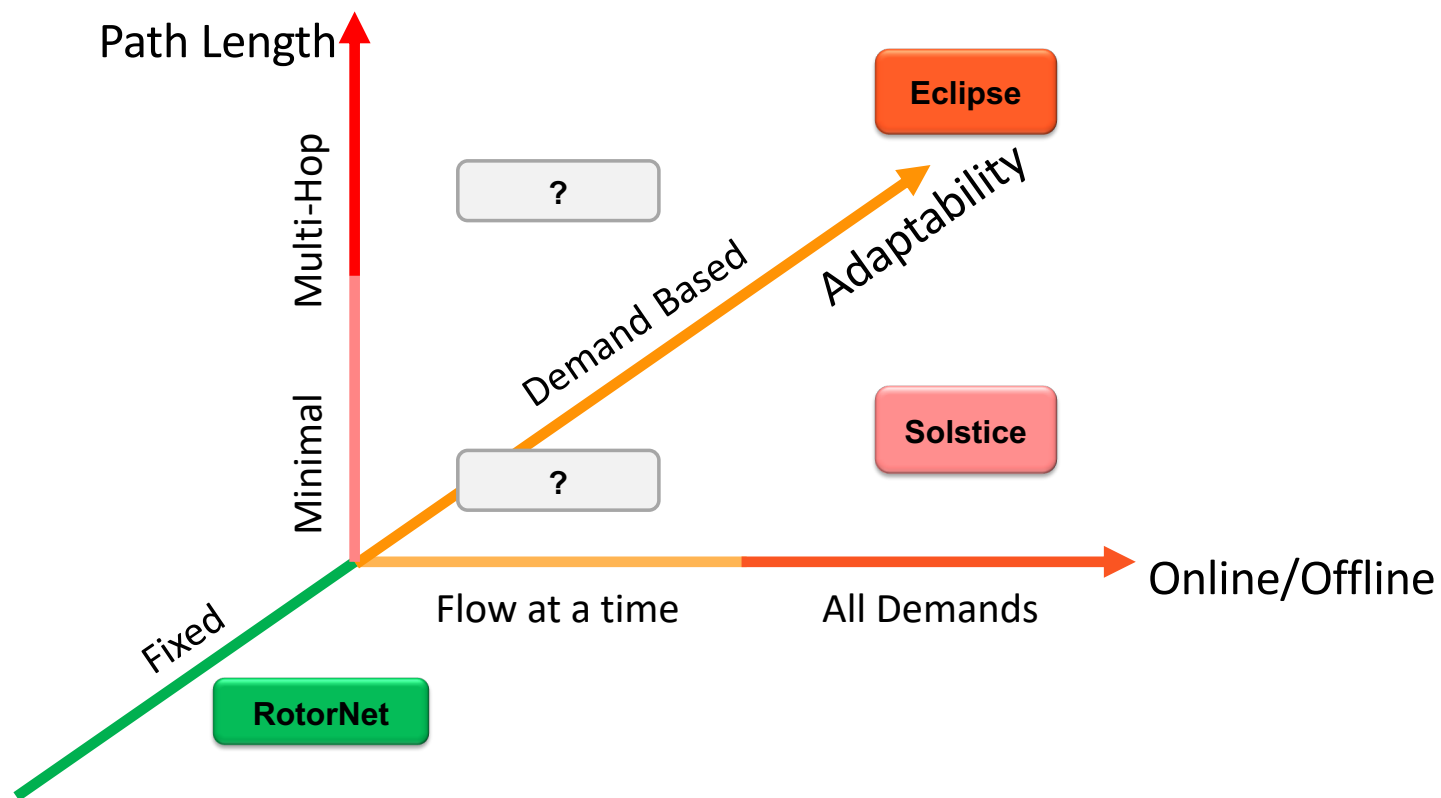 Path Length
Eclipse
Multi-Hop
?
Adaptability
Demand Based
Minimal
Solstice
?
Online/Offline
Flow at a time
All Demands
Fixed
RotorNet